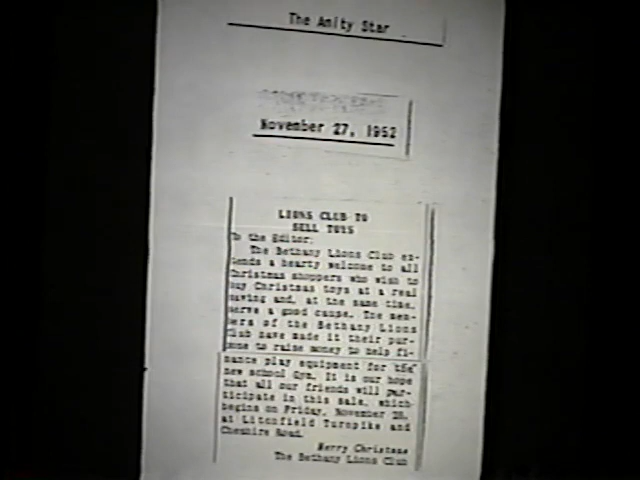 The Amity Star
November 27, 1952
LIONS CLUB TO
SELL TOYS
To the Editor:
The Bethany Lions Club ex-
tends a hearty welcome to all
Christmas shoppers who wish to
buy Christmas toys at a real
saving and, at the same time,
serve a good cause. The mem-
bers of the Bethany Lions
Club have made it their pur-
pose to raise money to help fi-
nance play equipment for the
new school Gym. It is our hope
that all our friends will par-
ticipate in this sale, which
begins on Friday, November 28,
at Litchfield Turnpike and
Cheshire Road.
Merry Christmas
The Bethany Lions Club